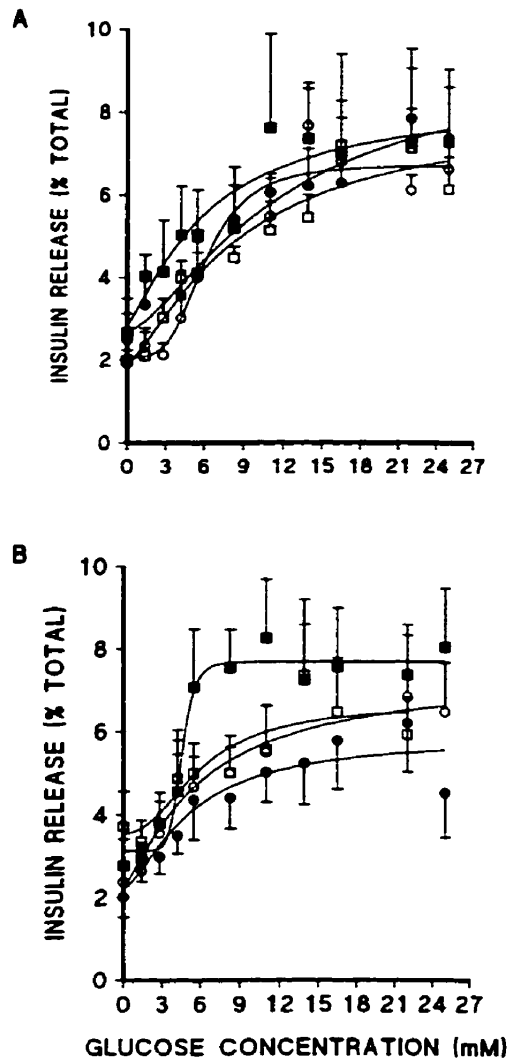 A
INSULIN RELEASE (% TOTAL)
10
8
6
4
2
0
0 3 6 9 12 15 18 21 24 27
B
INSULIN RELEASE (% TOTAL)
10
8
6
4
2
0
0 3 6 9 12 15 18 21 24 27
GLUCOSE CONCENTRATION (mM)